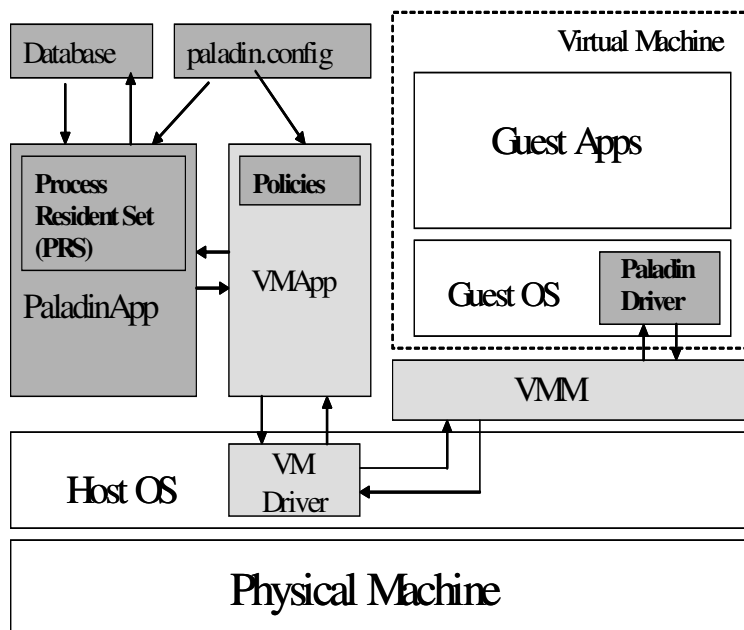 Database
paladin.config
Virtual Machine
Guest Apps
Process
Resident Set
(PRS)
PaladinApp
Policies
VMApp
Guest OS
Paladin
Driver
VMM
Host OS
VM
Driver
Physical Machine